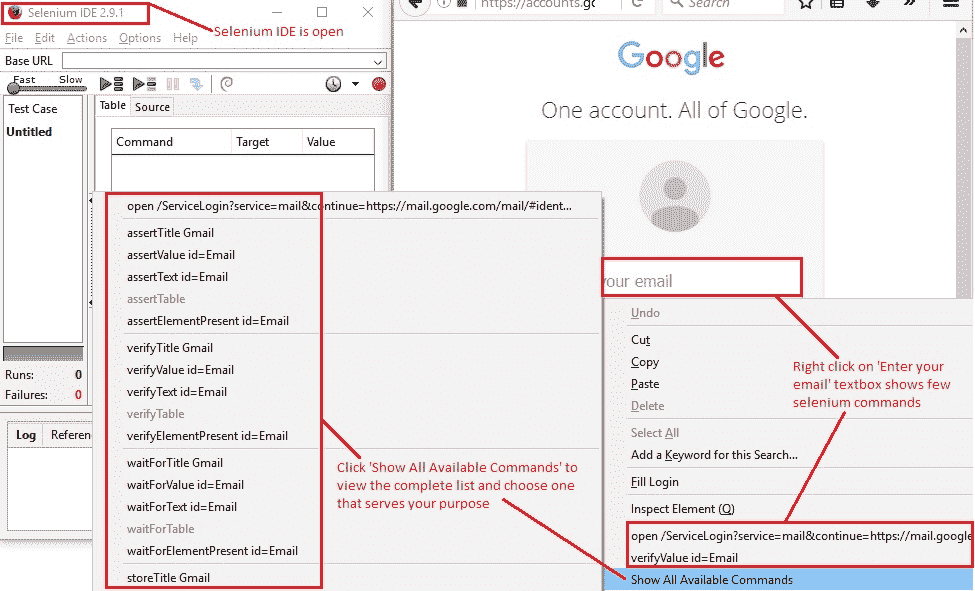 Selenium IDE 2.9.1
Selenium IDE is open
File Edit Actions Options Help
Base URL
Fast Slow
Test Case
Untitled
Table Source
Command Target Value
Runs: 0
Failures: 0
Log
https://accounts.go
Search
Google
One account. All of Google.
your email
open /ServiceLogin?service=mail&continue=https://mail.google.com/mail/#ident...
assertTitle Gmail
assertValue id=Email
assertText id=Email
assertTable
assertElementPresent id=Email
verifyTitle Gmail
verifyValue id=Email
verifyText id=Email
verifyTable
verifyElementPresent id=Email
waitForTitle Gmail
waitForValue id=Email
waitForText id=Email
waitForTable
waitForElementPresent id=Email
storeTitle Gmail
Click 'Show All Available Commands' to
view the complete list and choose one
that serves your purpose
Undo
Cut
Copy
Paste
Delete
Select All
Add a Keyword for this Search...
Fill Login
Inspect Element (Q)
open /ServiceLogin?service=mail&continue=https://mail.google
verifyValue id=Email
Show All Available Commands
Right click on 'Enter your
email' textbox shows few
selenium commands